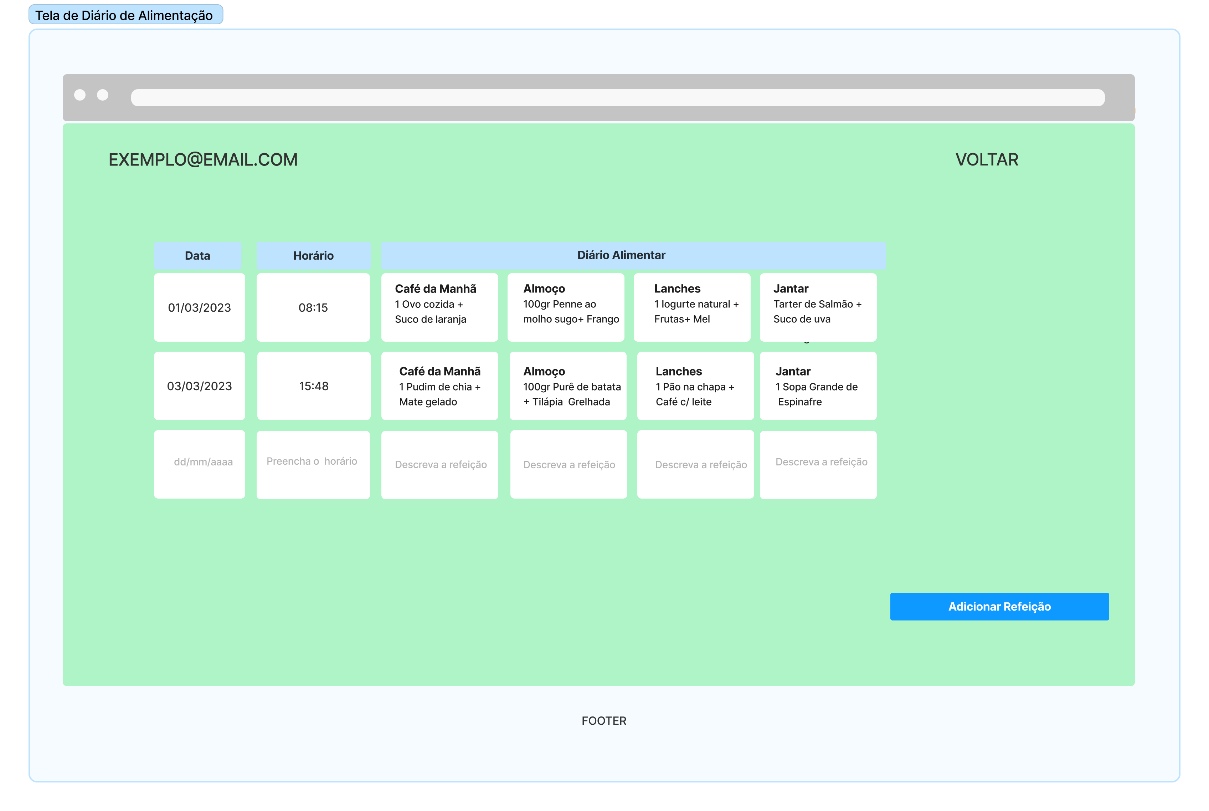 Tela de Diário de Alimentação
EXEMPLO@EMAIL.COM
VOLTAR
Data
Horário
Diário Alimentar
01/03/2023
08:15
Café da Manhã
1 Ovo cozida +
Suco de laranja
Almoço
100gr Penne ao
molho sugo+ Frango
Lanches
1 Iogurte natural +
Frutas+ Mel
Jantar
Tarter de Salmão +
Suco de uva
03/03/2023
15:48
Café da Manhã
1 Pudim de chia +
Mate gelado
Almoço
100gr Purê de batata
+ Tilápia Grelhada
Lanches
1 Pão na chapa +
Café c/ leite
Jantar
1 Sopa Grande de
Espinafre
dd/mm/aaaa
Preencha o horário
Descreva a refeição
Descreva a refeição
Descreva a refeição
Descreva a refeição
Adicionar Refeição
FOOTER